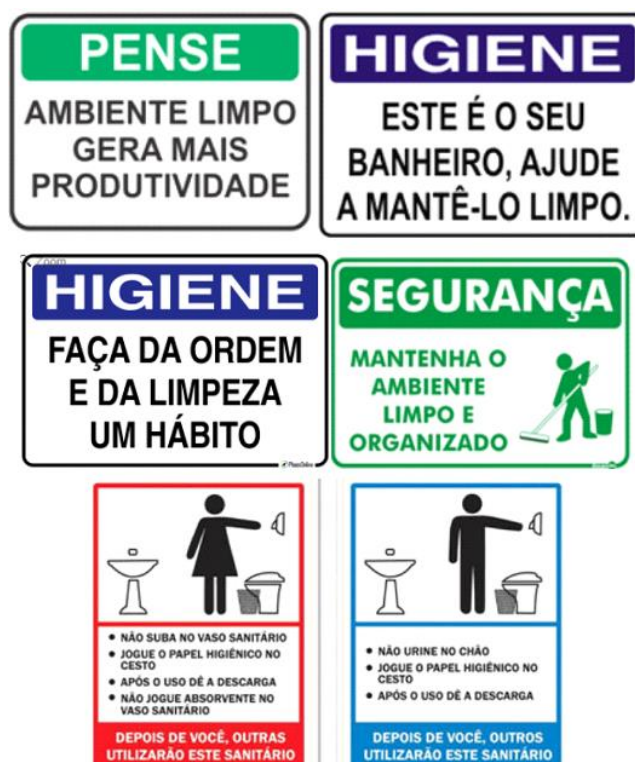 PENSE
AMBIENTE LIMPO
GERA MAIS
PRODUTIVIDADE
HIGIENE
ESTE É O SEU
BANHEIRO, AJUDE
A MANTÊ-LO LIMPO.
Zoom
HIGIENE
FAÇA DA ORDEM
E DA LIMPEZA
UM HÁBITO
SEGURANÇA
MANTENHA O
AMBIENTE
LIMPO E
ORGANIZADO
• NÃO SUBA NO VASO SANITÁRIO
• JOGUE O PAPEL HIGIÊNICO NO
CESTO
• APÓS O USO DÊ A DESCARGA
• NÃO JOGUE ABSORVENTE NO
VASO SANITÁRIO
DEPOIS DE VOCÊ, OUTRAS
UTILIZARÃO ESTE SANITÁRIO
• NÃO URINE NO CHÃO
• JOGUE O PAPEL HIGIÊNICO NO
CESTO
• APÓS O USO DÊ A DESCARGA
DEPOIS DE VOCÊ, OUTROS
UTILIZARÃO ESTE SANITÁRIO